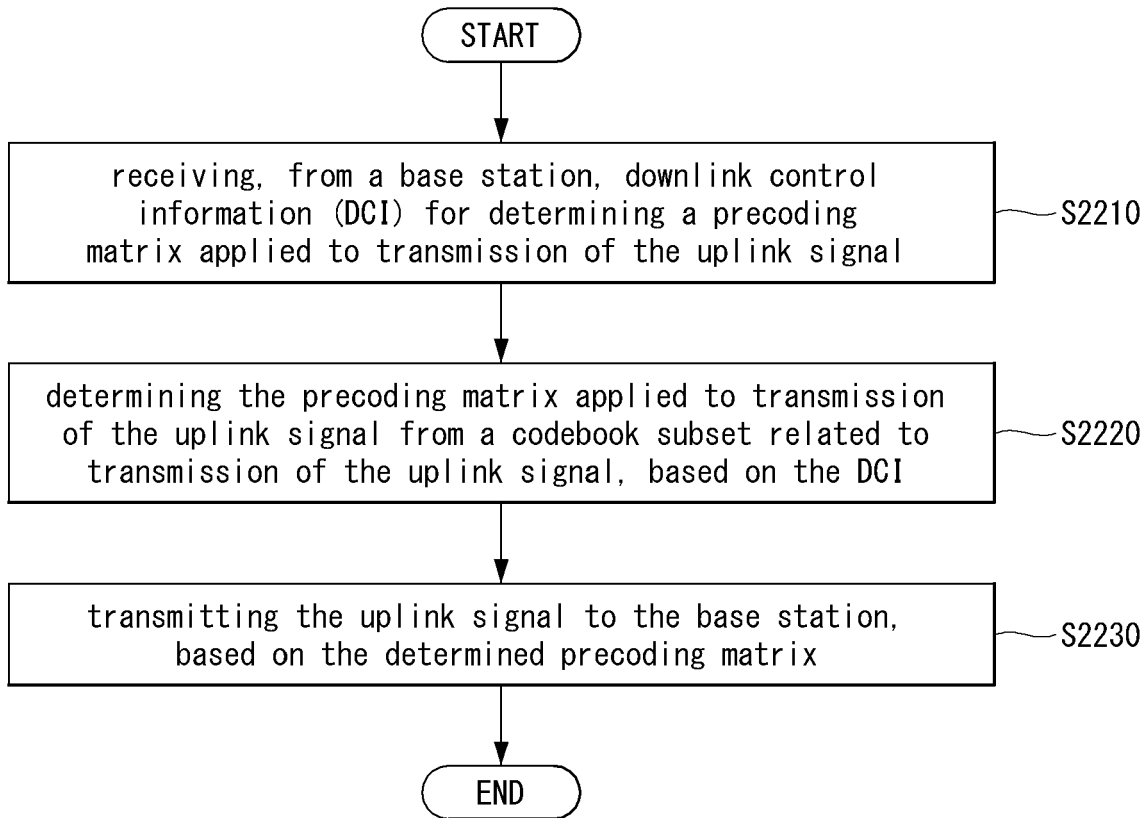 START
receiving, from a base station, downlink control
information (DCI) for determining a precoding
matrix applied to transmission of the uplink signal
S2210
determining the precoding matrix applied to transmission
of the uplink signal from a codebook subset related to
transmission of the uplink signal, based on the DCI
S2220
transmitting the uplink signal to the base station,
based on the determined precoding matrix
S2230
END